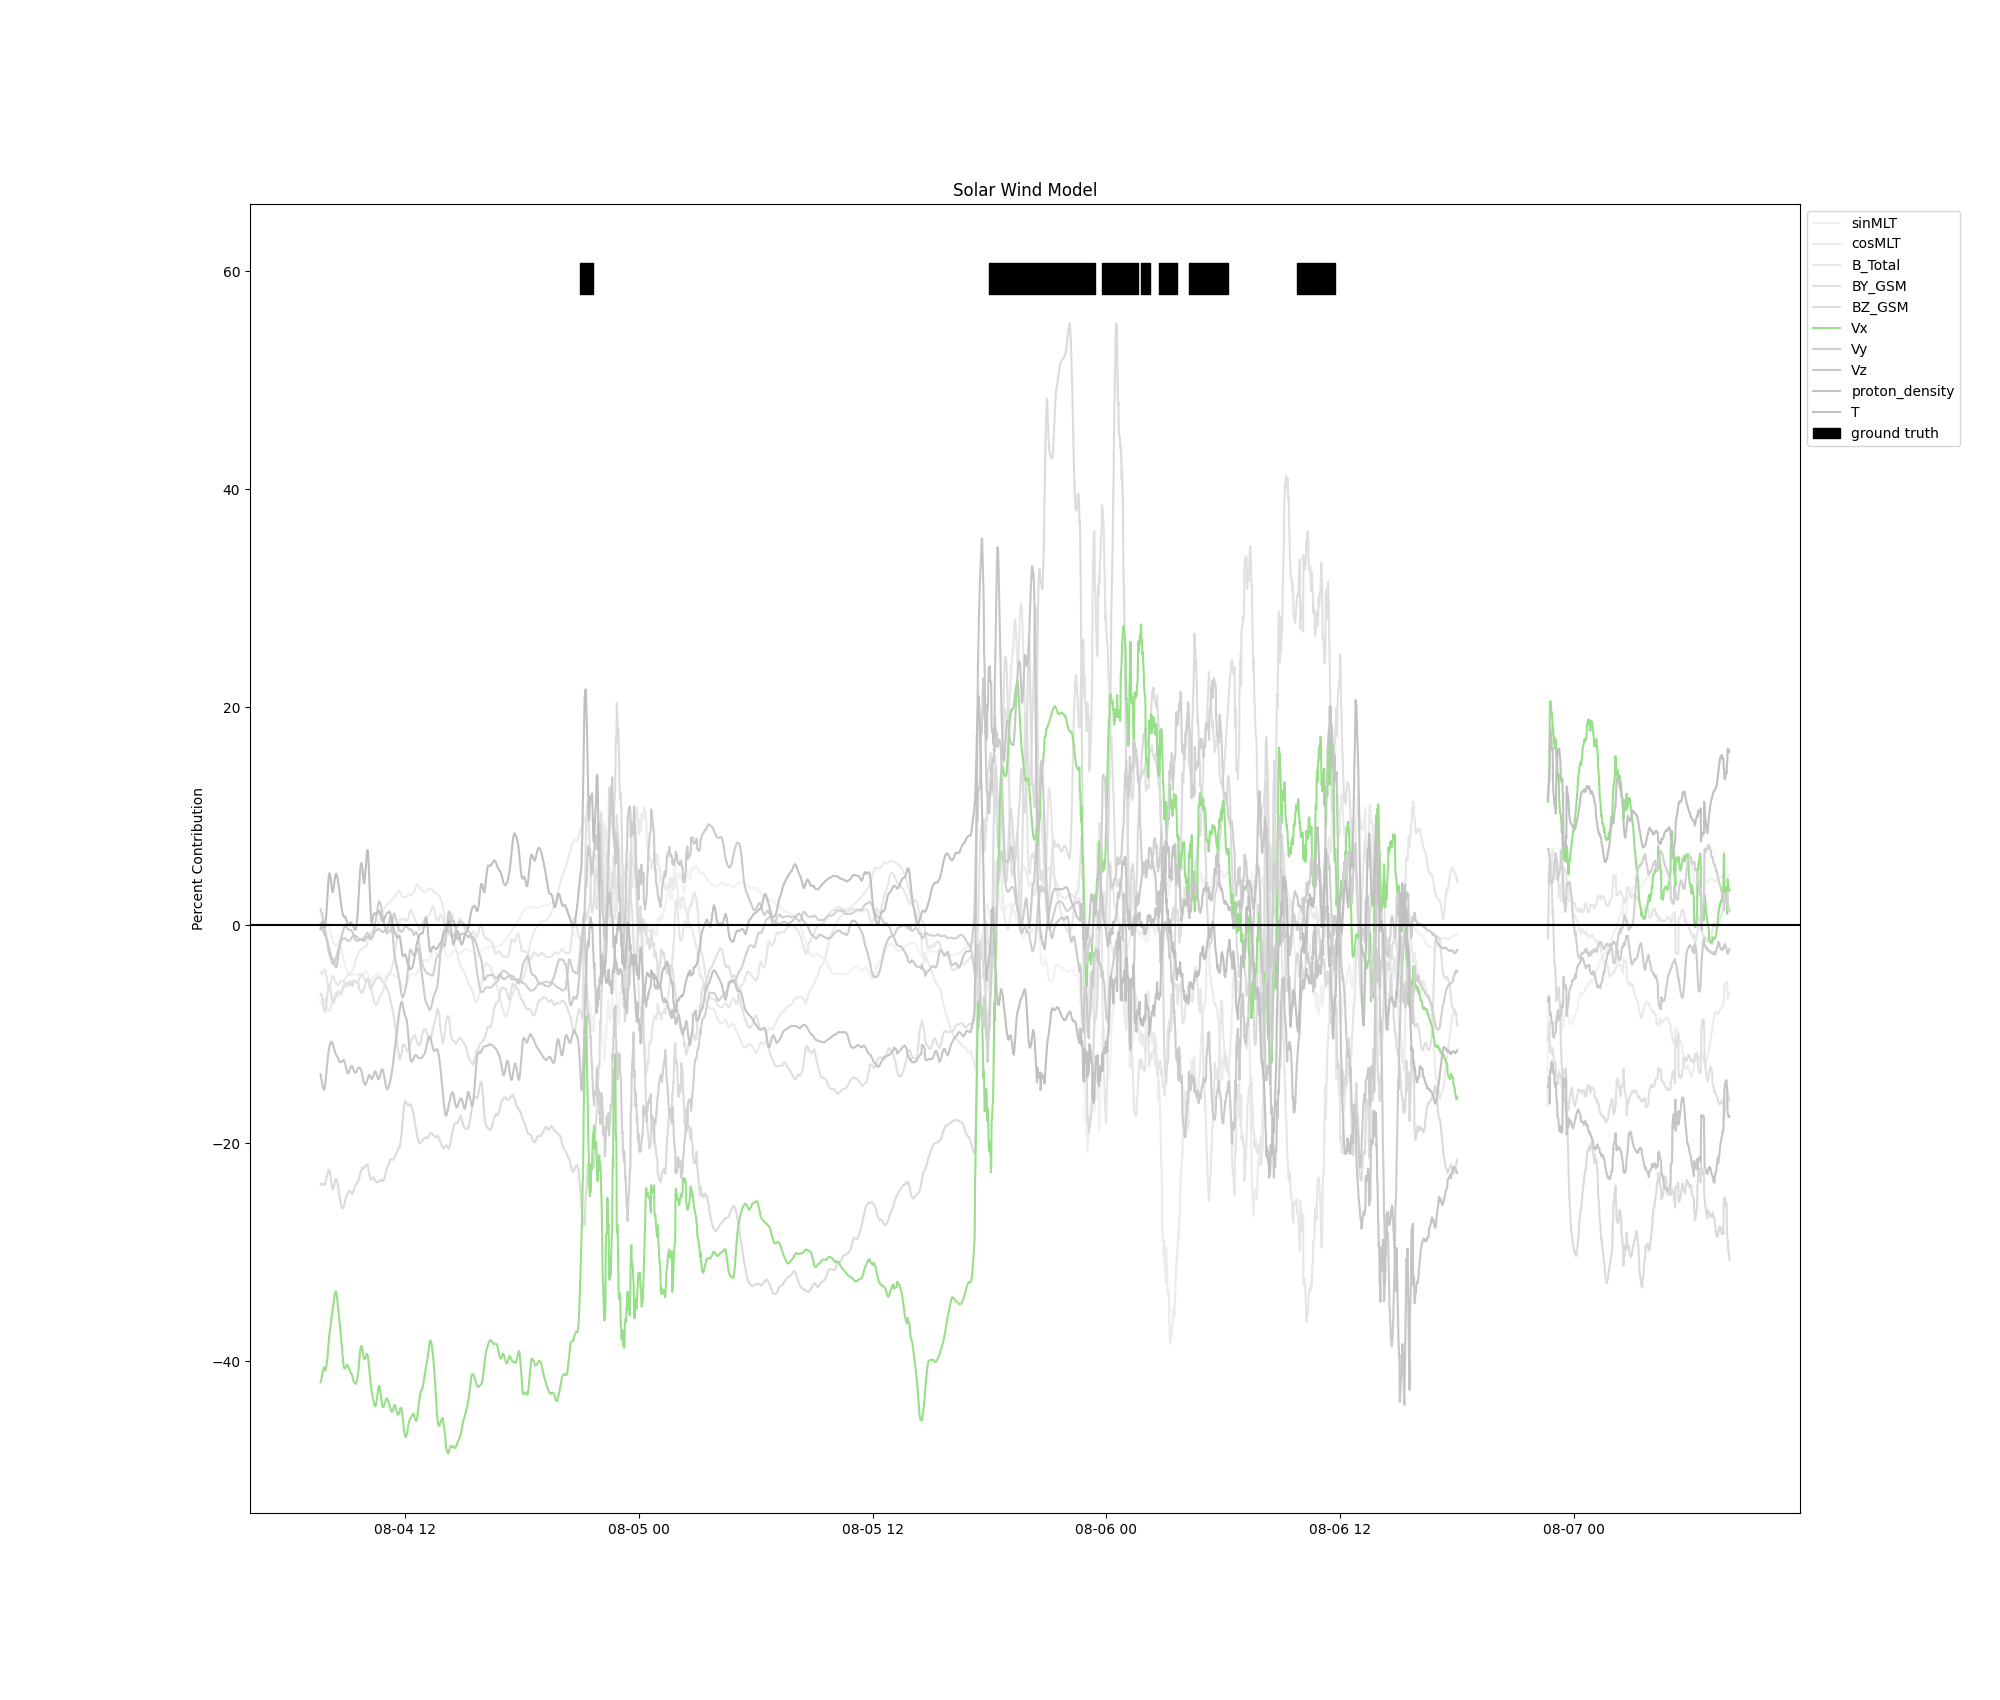 Solar Wind Model
Percent Contribution
60
40
20
0
−20
−40
08-04 12
08-05 00
08-05 12
08-06 00
08-06 12
08-07 00
sinMLT
cosMLT
B_Total
BY_GSM
BZ_GSM
Vx
Vy
Vz
proton_density
T
ground truth